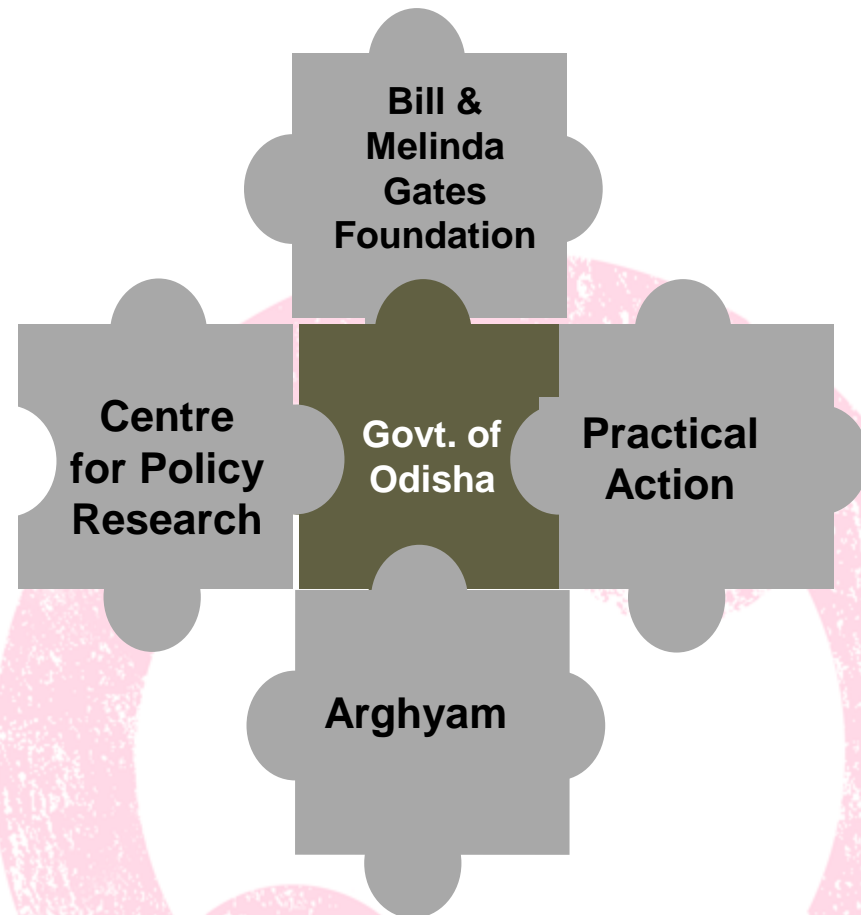 Bill &
Melinda
Gates
Foundation
Centre
for Policy
Research
Govt. of
Odisha
Practical
Action
Arghyam